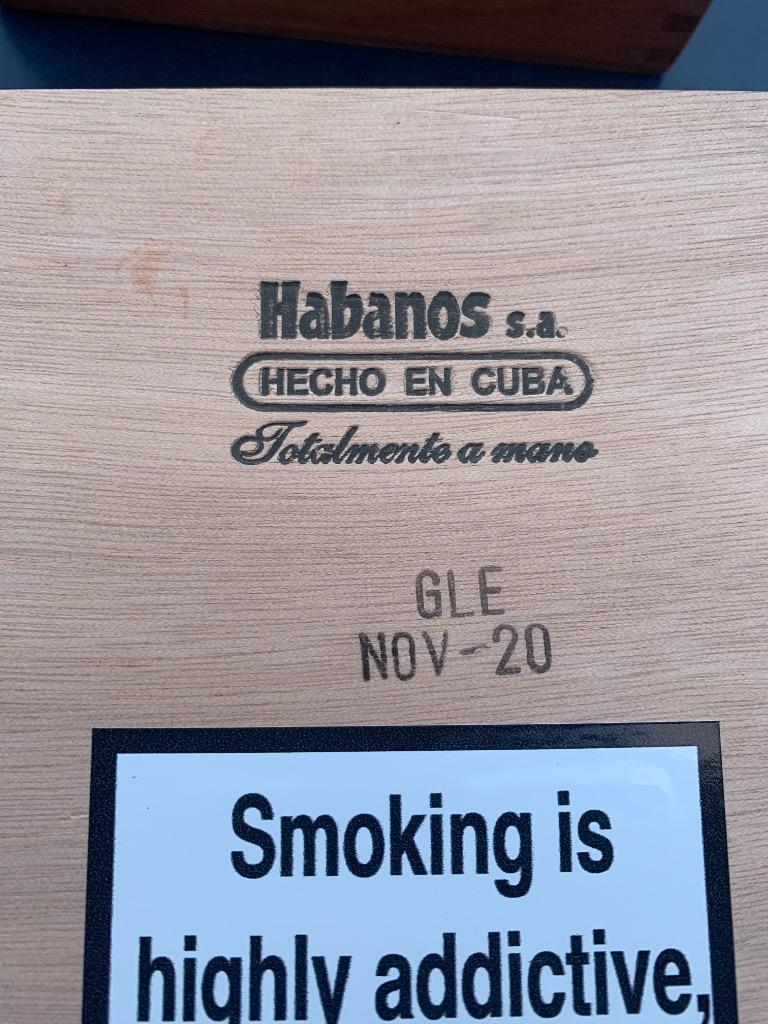 Habanos s.a.
HECHO EN CUBA
Totalmente a mano
GLE
NOV-20
Smoking is
highly addictive,